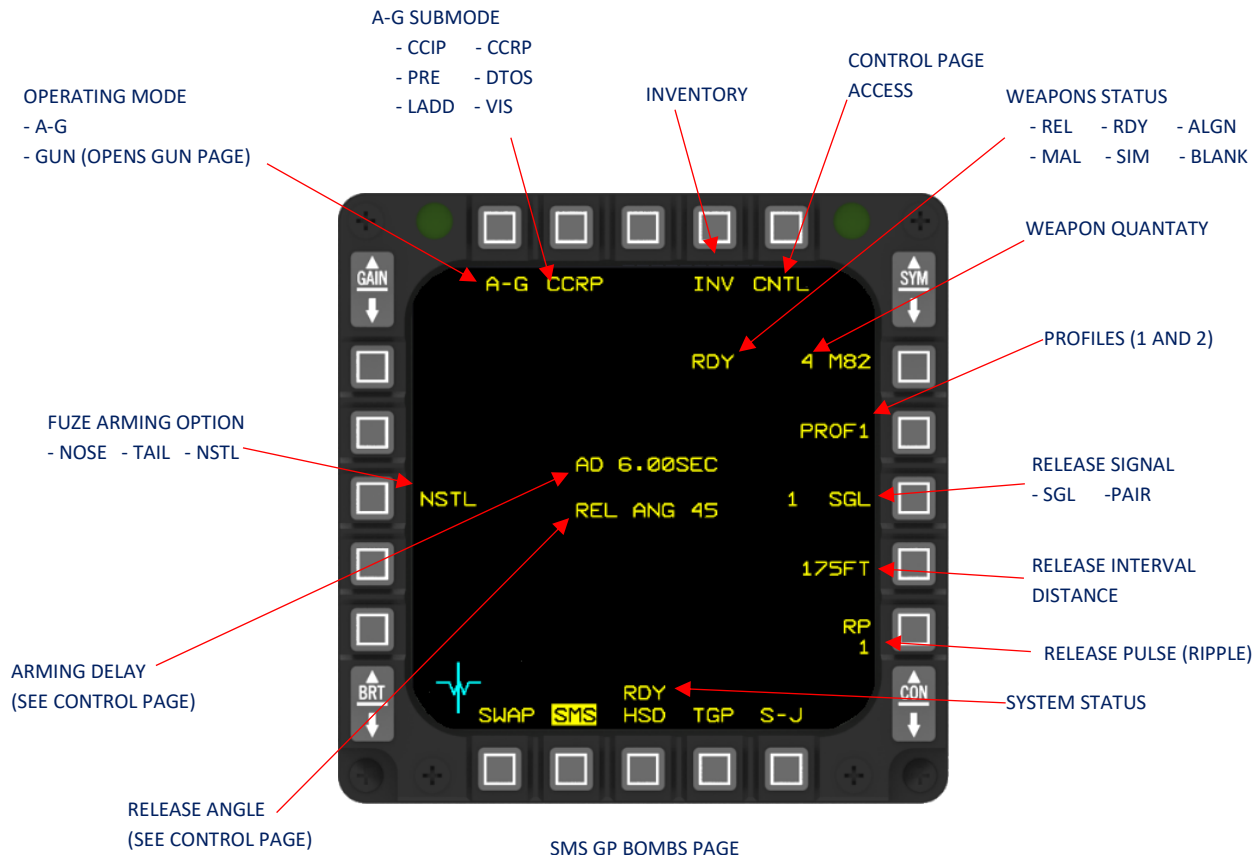 A-G SUBMODE
- CCIP - CCRP
- PRE - DTOS
- LADD - VIS
OPERATING MODE
- A-G
- GUN (OPENS GUN PAGE)
INVENTORY
CONTROL PAGE
ACCESS
WEAPONS STATUS
- REL - RDY - ALGN
- MAL - SIM - BLANK
WEAPON QUANTATY
PROFILES (1 AND 2)
GAIN
SYM
A-G CCRP INV CNTL
RDY 4 M82
PROF1
FUZE ARMING OPTION
- NOSE - TAIL - NSTL
AD 6.00SEC
NSTL
REL ANG 45
1 SGL
RELEASE SIGNAL
- SGL -PAIR
175FT
RELEASE INTERVAL
DISTANCE
RP
1
RELEASE PULSE (RIPPLE)
ARMING DELAY
(SEE CONTROL PAGE)
BRT
CON
RDY
SWAP SMS HSD TGP S-J
SYSTEM STATUS
RELEASE ANGLE
(SEE CONTROL PAGE)
SMS GP BOMBS PAGE